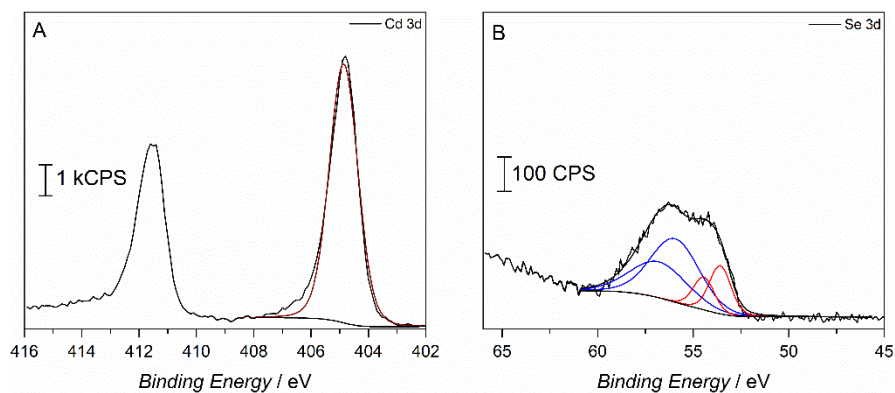 A
Cd 3d
1 kCPS
416 414 412 410 408 406 404 402
Binding Energy / eV
B
Se 3d
100 CPS
65 60 55 50 45
Binding Energy / eV